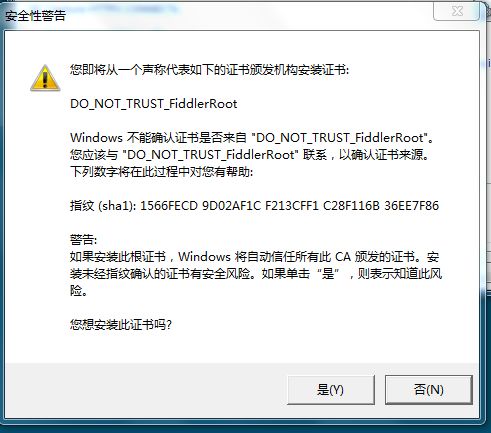 安全性警告
您即将从一个声称代表如下的证书颁发机构安装证书:
DO_NOT_TRUST_FiddlerRoot
Windows 不能确认证书是否来自 "DO_NOT_TRUST_FiddlerRoot"。
您应该与 "DO_NOT_TRUST_FiddlerRoot" 联系，以确认证书来源。
下列数字将在此过程中对您有帮助:
指纹 (sha1): 1566FECD 9D02AF1C F213CFF1 C28F116B 36EE7F86
警告:
如果安装此根证书，Windows 将自动信任所有此 CA 颁发的证书。安
装未经指纹确认的证书有安全风险。如果单击“是”，则表示知道此风
险。
您想安装此证书吗?
是(Y)
否(N)